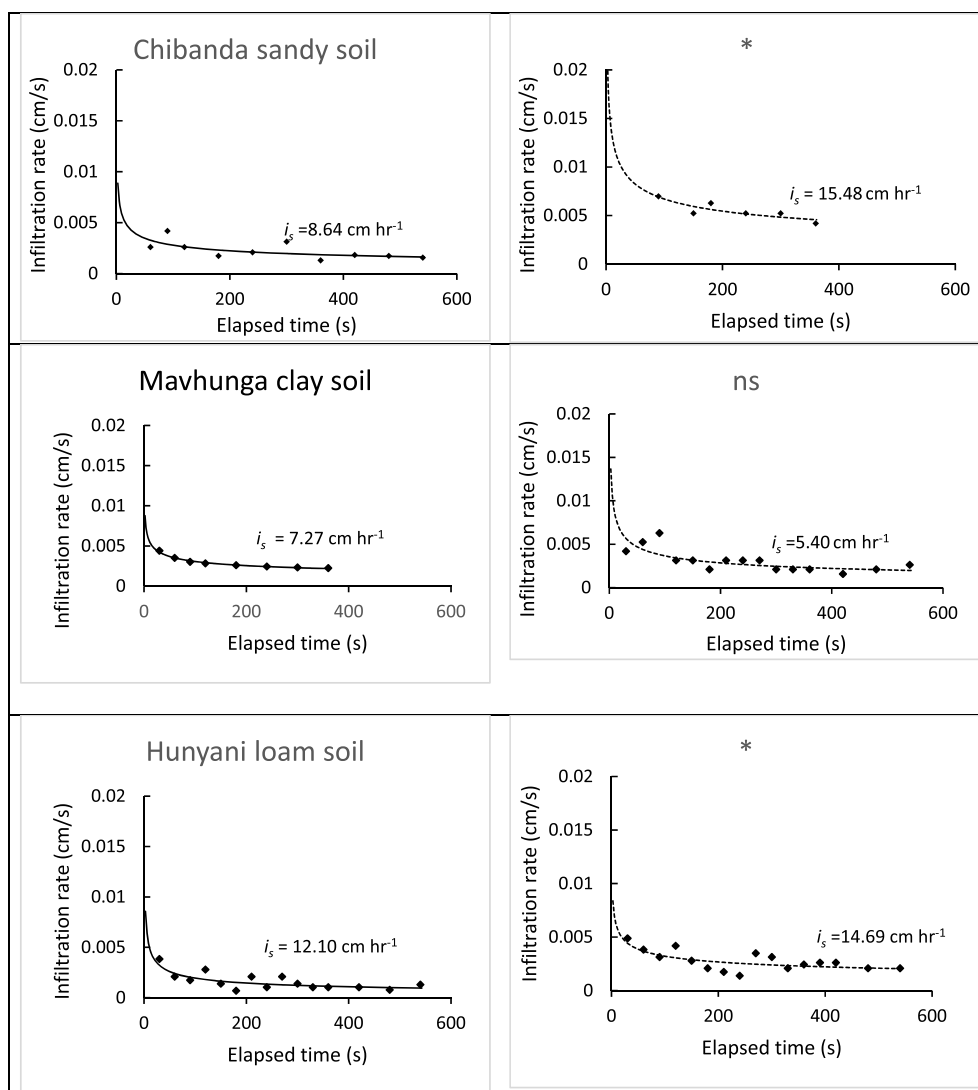 Chibanda sandy soil
Infiltration rate (cm/s)
0.02
0.015
0.01
0.005
0
i_s =8.64 cm hr⁻¹
0 200 400 600
Elapsed time (s)
*
Infiltration rate (cm/s)
0.02
0.015
0.01
0.005
0
i_s = 15.48 cm hr⁻¹
0 200 400 600
Elapsed time (s)
Mavhunga clay soil
Infiltration rate (cm/s)
0.02
0.015
0.01
0.005
0
i_s = 7.27 cm hr⁻¹
0 200 400 600
Elapsed time (s)
ns
Infiltration rate (cm/s)
0.02
0.015
0.01
0.005
0
i_s =5.40 cm hr⁻¹
0 200 400 600
Elapsed time (s)
Hunyani loam soil
Infiltration rate (cm/s)
0.02
0.015
0.01
0.005
0
i_s = 12.10 cm hr⁻¹
0 200 400 600
Elapsed time (s)
*
Infiltration rate (cm/s)
0.02
0.015
0.01
0.005
0
i_s =14.69 cm hr⁻¹
0 200 400 600
Elapsed time (s)